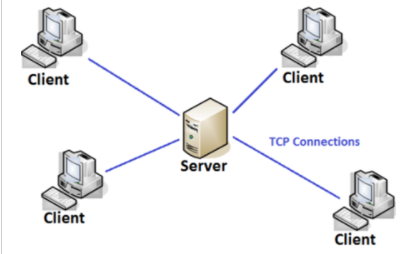 Client
Client
Server
TCP Connections
Client
Client